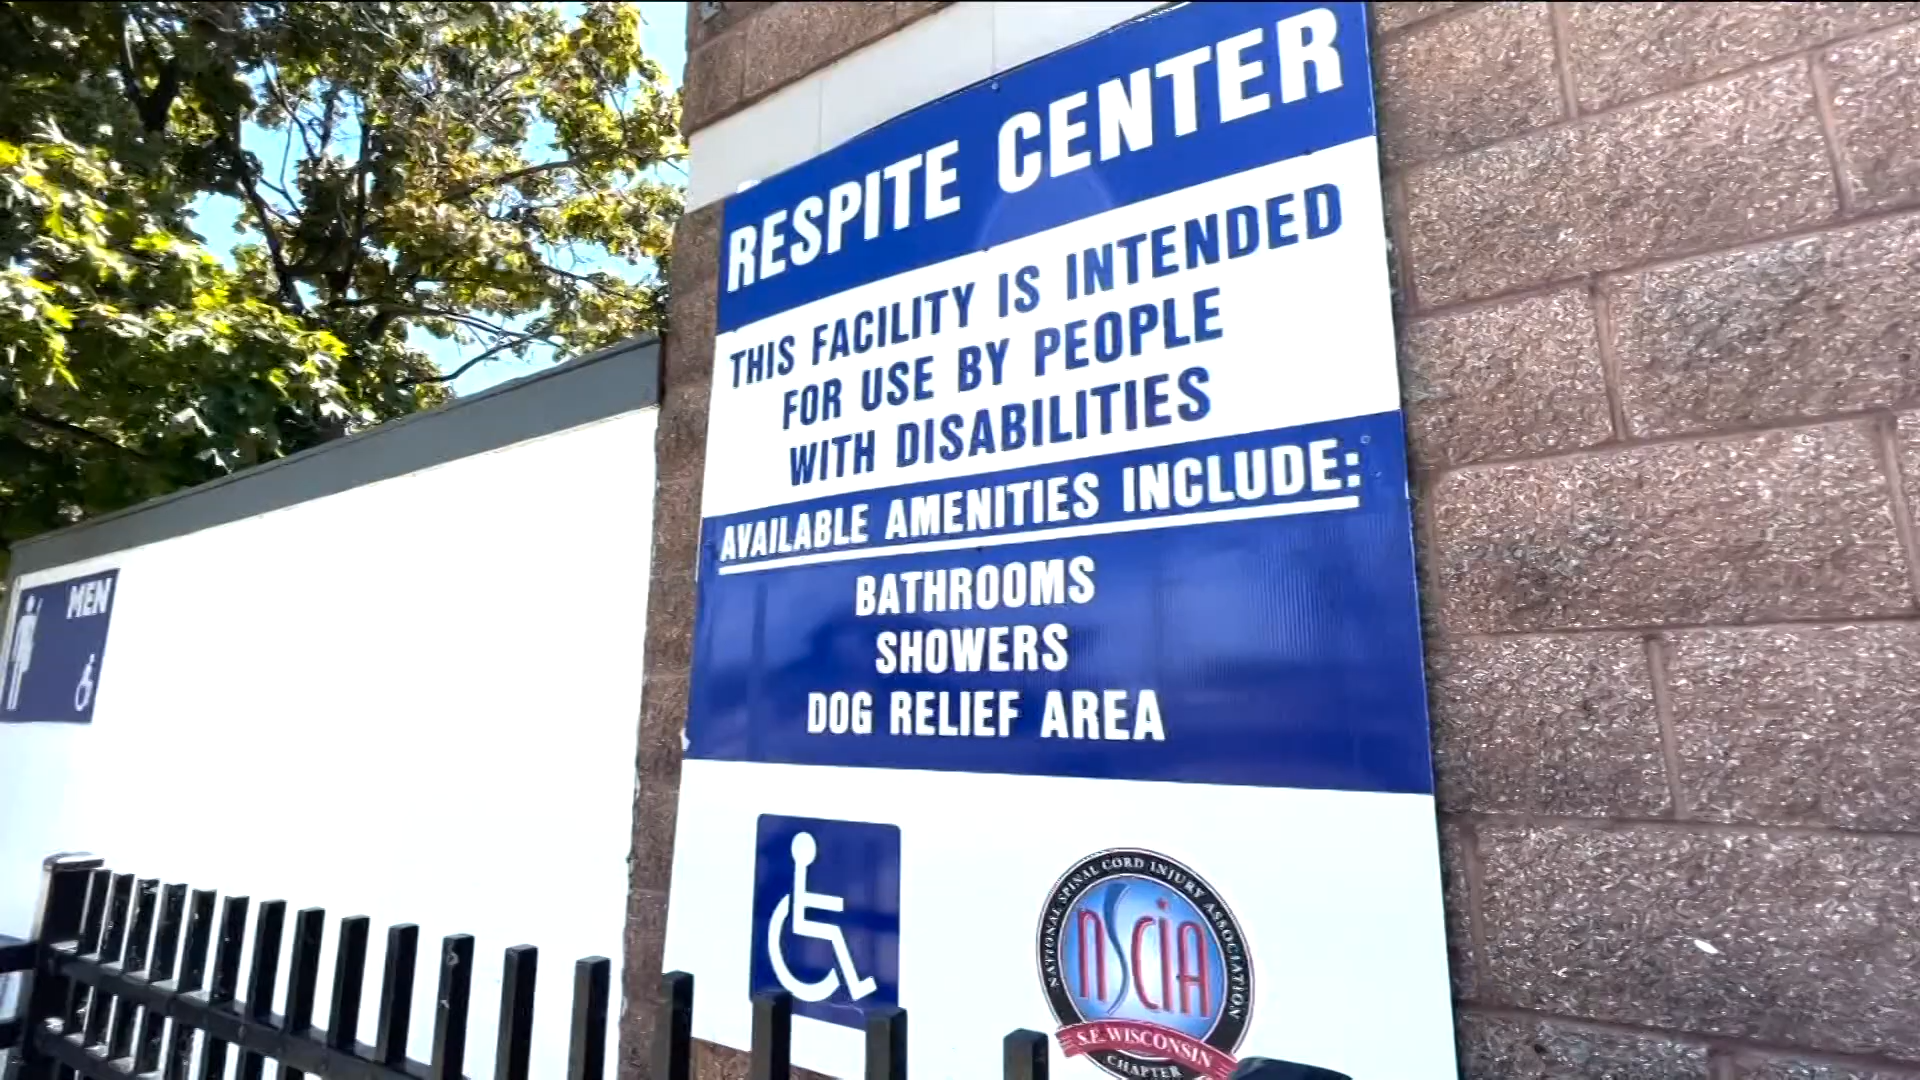 RESPITE CENTER
THIS FACILITY IS INTENDED
FOR USE BY PEOPLE
WITH DISABILITIES
AVAILABLE AMENITIES INCLUDE:
BATHROOMS
SHOWERS
DOG RELIEF AREA
MEN
NATIONAL SPINAL CORD INJURY ASSOCIATION
nSciA
S.E. WISCONSIN
CHAPTER